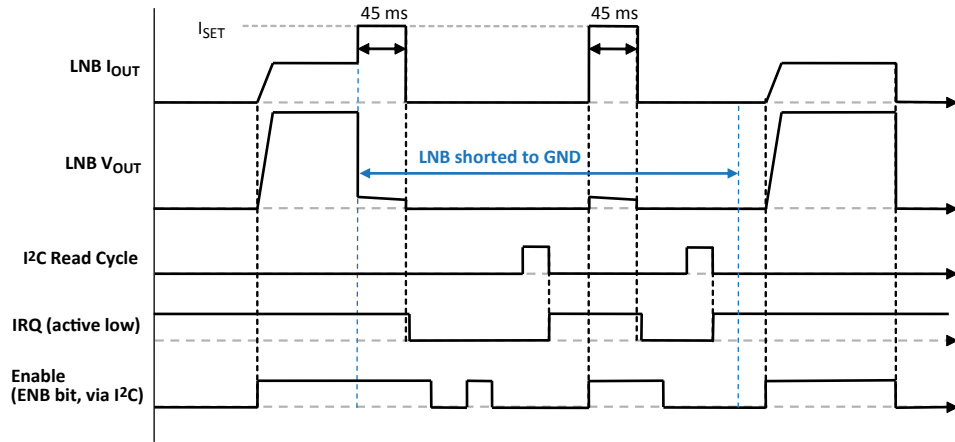 45 ms
45 ms
ISET
LNB IOUT
LNB VOUT
LNB shorted to GND
I2C Read Cycle
IRQ (active low)
Enable
(ENB bit, via I2C)